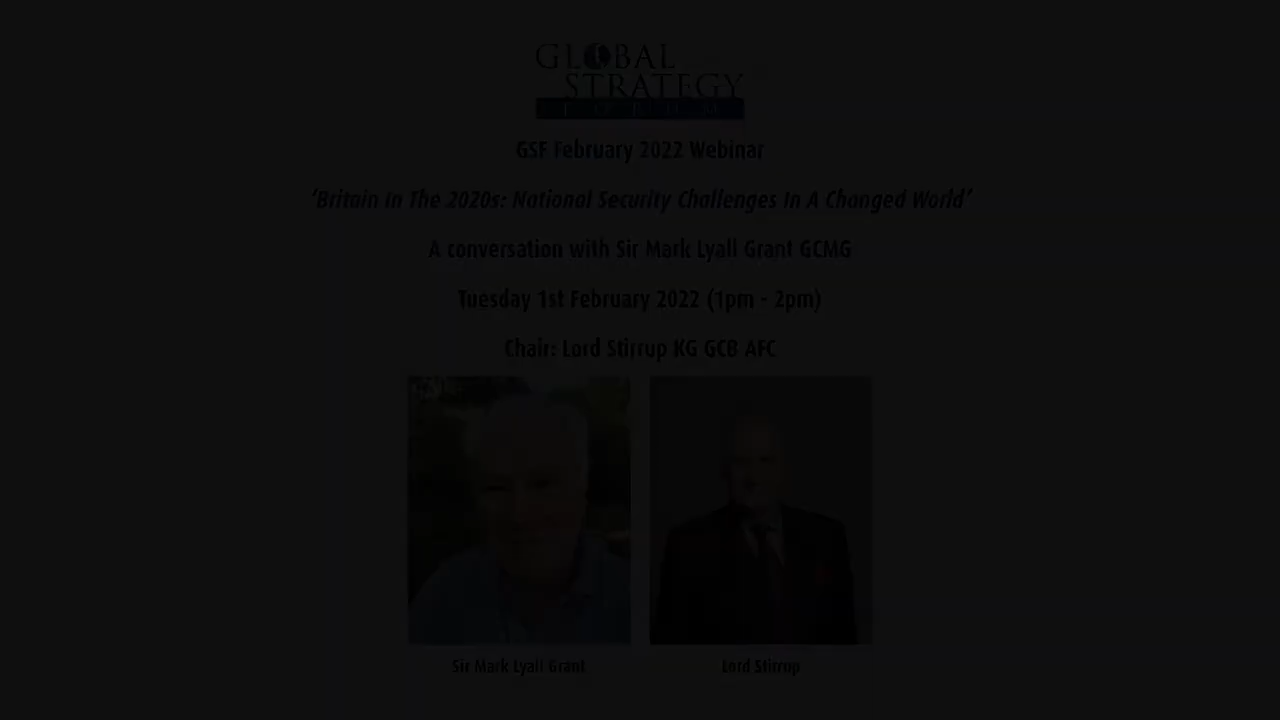 GLOBAL
STRATEGY
FORUM
GSF February 2022 Webinar
‘Britain In The 2020s: National Security Challenges In A Changed World’
A conversation with Sir Mark Lyall Grant GCMG
Tuesday 1st February 2022 (1pm - 2pm)
Chair: Lord Stirrup KG GCB AFC
Sir Mark Lyall Grant
Lord Stirrup